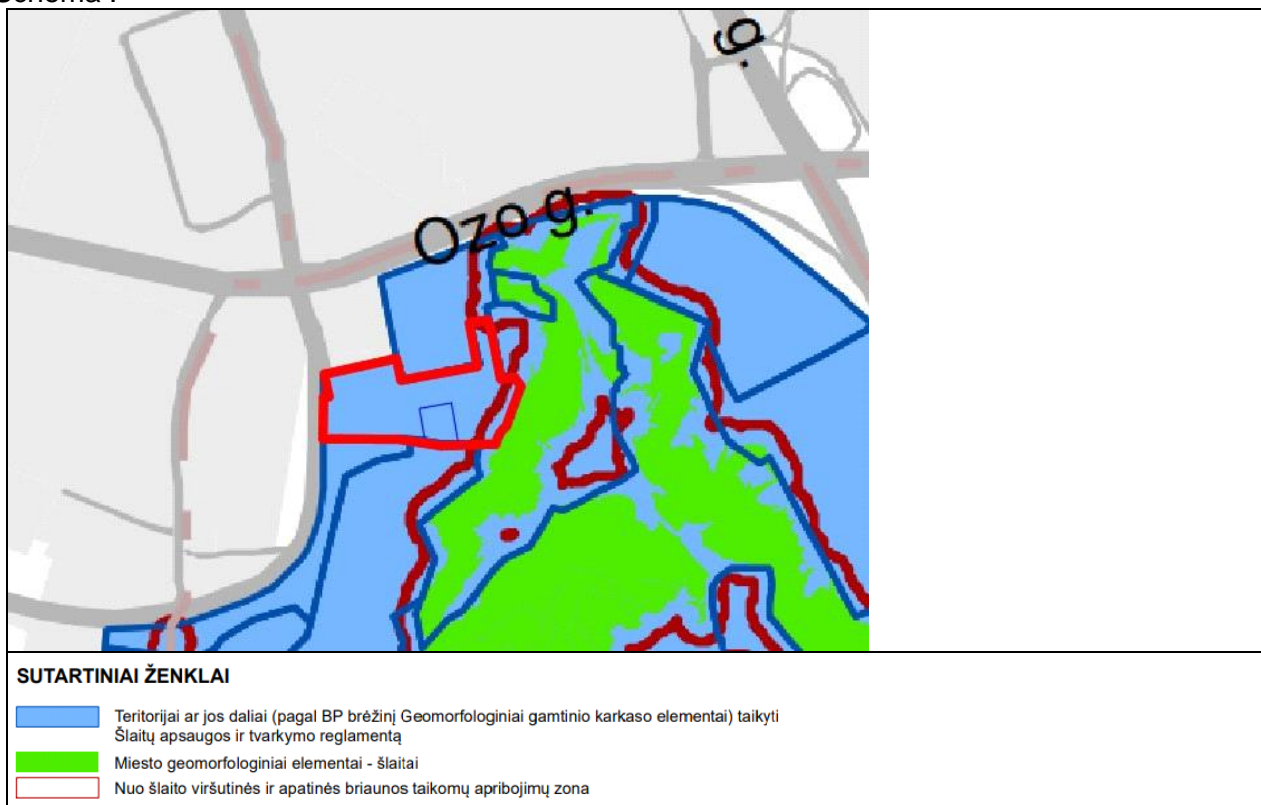 g.
Ozo g.
SUTARTINIAI ŽENKLAI
Teritorijai ar jos daliai (pagal BP brėžinį Geomorfologiniai gamtinio karkaso elementai) taikyti
Šlaitų apsaugos ir tvarkymo reglamentą
Miesto geomorfologiniai elementai - šlaitai
Nuo šlaito viršutinės ir apatinės briaunos taikomų apribojimų zona